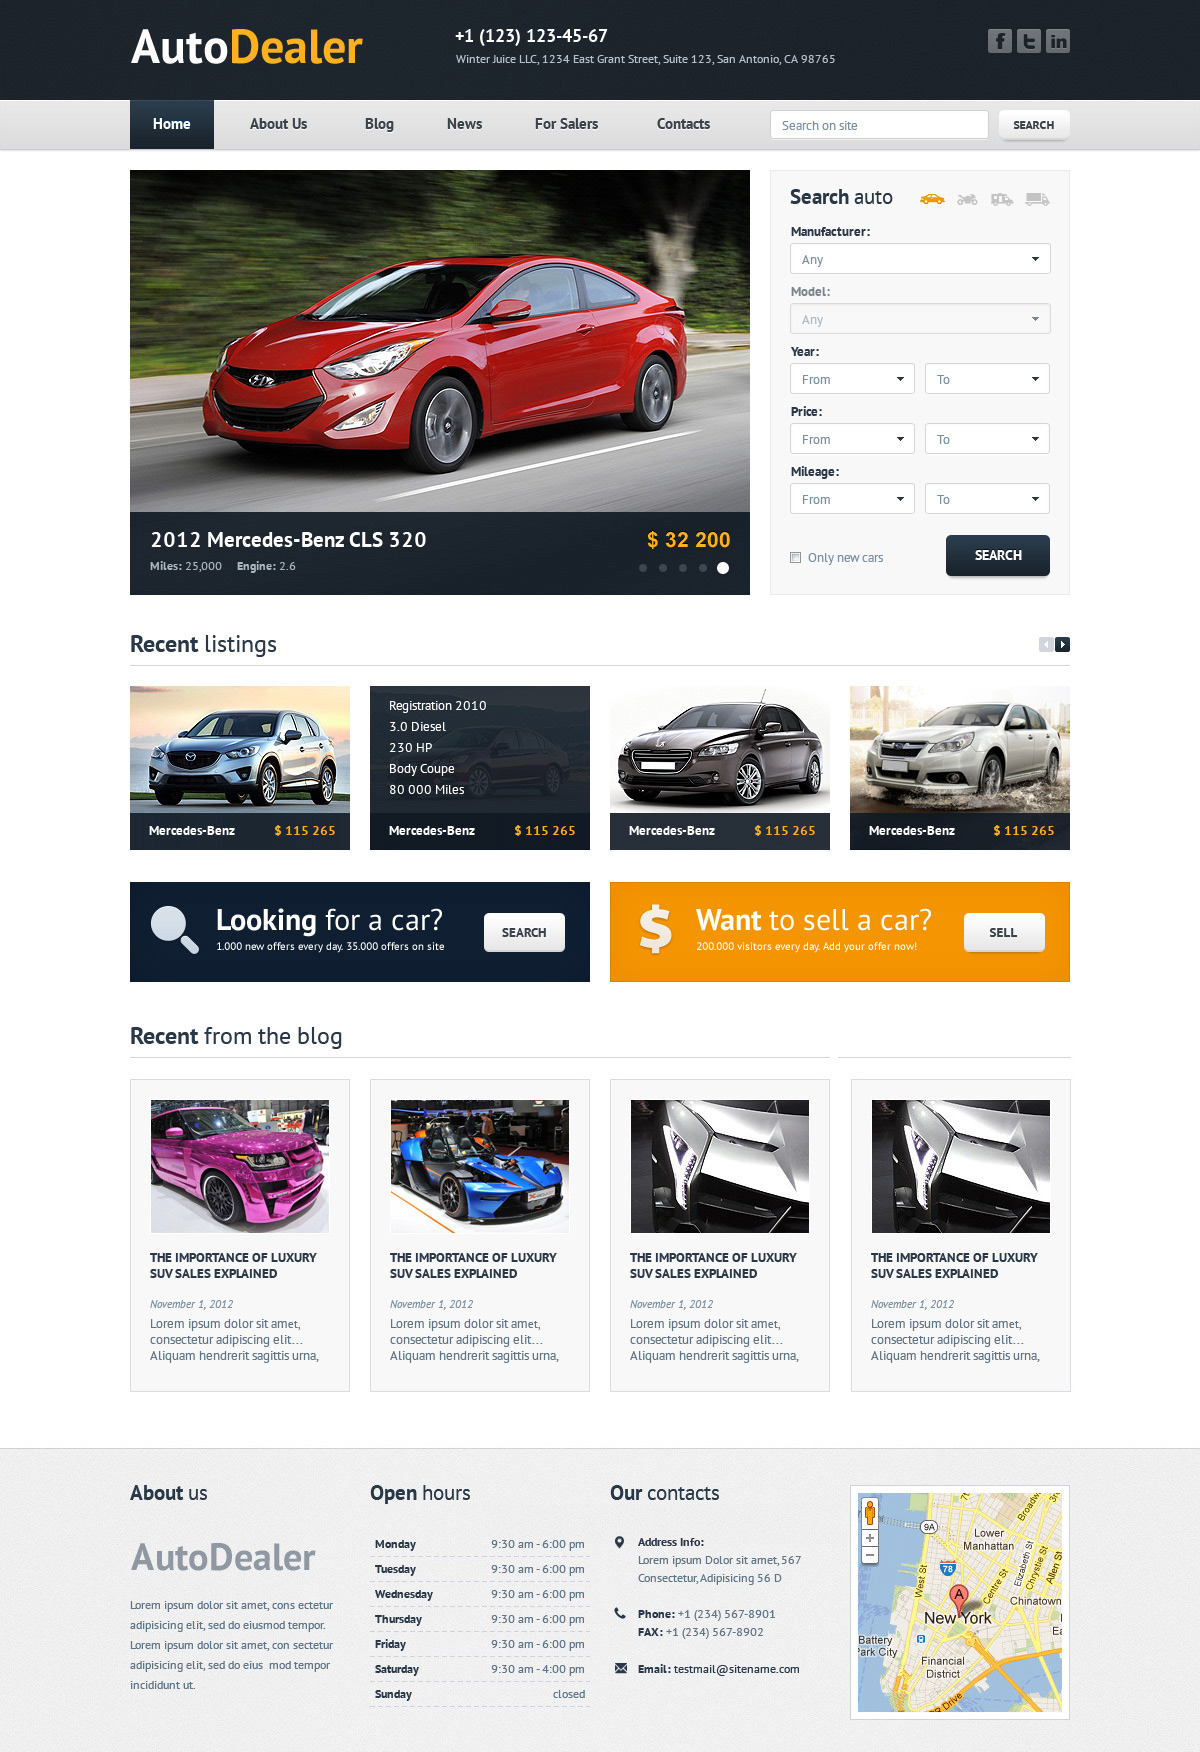 AutoDealer
+1 (123) 123-45-67
Winter Juice LLC, 1234 East Grant Street, Suite 123, San Antonio, CA 98765
Home About Us Blog News For Salers Contacts Search on site SEARCH
2012 Mercedes-Benz CLS 320 $ 32 200
Miles: 25,000 Engine: 2.6
Search auto
Manufacturer:
Any
Model:
Any
Year:
From To
Price:
From To
Mileage:
From To
Only new cars SEARCH
Recent listings
Mercedes-Benz $ 115 265
Registration 2010
3.0 Diesel
230 HP
Body Coupe
80 000 Miles
Mercedes-Benz $ 115 265
Mercedes-Benz $ 115 265
Mercedes-Benz $ 115 265
Looking for a car?
1.000 new offers every day. 35.000 offers on site
SEARCH
$
Want to sell a car?
200.000 visitors every day. Add your offer now!
SELL
Recent from the blog
THE IMPORTANCE OF LUXURY
SUV SALES EXPLAINED
November 1, 2012
Lorem ipsum dolor sit amet,
consectetur adipiscing elit...
Aliquam hendrerit sagittis urna,
THE IMPORTANCE OF LUXURY
SUV SALES EXPLAINED
November 1, 2012
Lorem ipsum dolor sit amet,
consectetur adipiscing elit...
Aliquam hendrerit sagittis urna,
THE IMPORTANCE OF LUXURY
SUV SALES EXPLAINED
November 1, 2012
Lorem ipsum dolor sit amet,
consectetur adipiscing elit...
Aliquam hendrerit sagittis urna,
THE IMPORTANCE OF LUXURY
SUV SALES EXPLAINED
November 1, 2012
Lorem ipsum dolor sit amet,
consectetur adipiscing elit...
Aliquam hendrerit sagittis urna,
About us
AutoDealer
Lorem ipsum dolor sit amet, cons ectetur
adipisicing elit, sed do eiusmod tempor.
Lorem ipsum dolor sit amet, con sectetur
adipisicing elit, sed do eius mod tempor
incididunt ut.
Open hours
Monday 9:30 am - 6:00 pm
Tuesday 9:30 am - 6:00 pm
Wednesday 9:30 am - 6:00 pm
Thursday 9:30 am - 6:00 pm
Friday 9:30 am - 6:00 pm
Saturday 9:30 am - 4:00 pm
Sunday closed
Our contacts
Address Info:
Lorem ipsum Dolor sit amet, 567
Consectetur, Adipisicing 56 D
Phone: +1 (234) 567-8901
FAX: +1 (234) 567-8902
Email: testmail@sitename.com
9A
Lower
Manhattan
78
West St
Elizabeth St
Chrystie St
Allen St
Centre St
A
Chinatown
New York
Battery
Park City
Financial
District